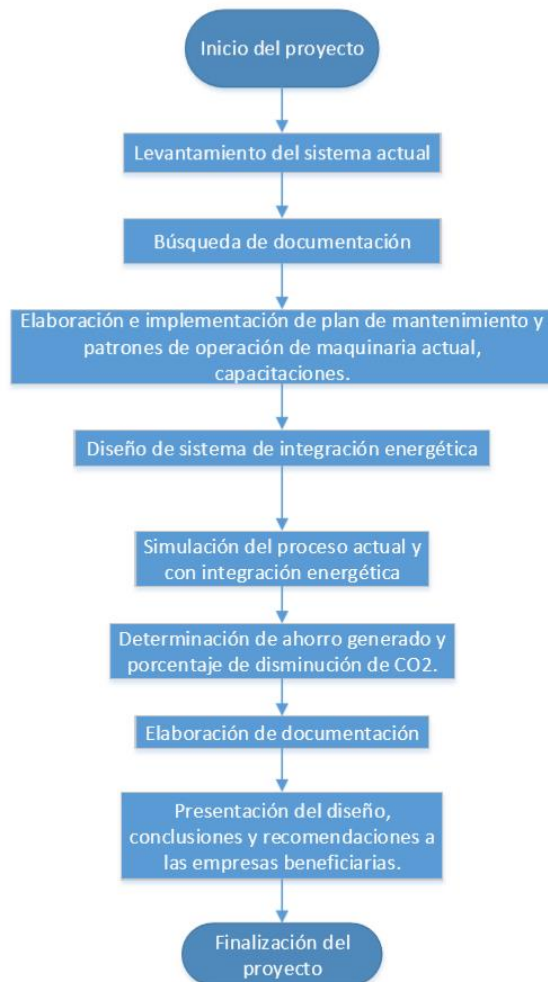 Inicio del proyecto
Levantamiento del sistema actual
Búsqueda de documentación
Elaboración e implementación de plan de mantenimiento y
patrones de operación de maquinaria actual,
capacitaciones.
Diseño de sistema de integración energética
Simulación del proceso actual y
con integración energética
Determinación de ahorro generado y
porcentaje de disminución de CO2.
Elaboración de documentación
Presentación del diseño,
conclusiones y recomendaciones a
las empresas beneficiarias.
Finalización del
proyecto